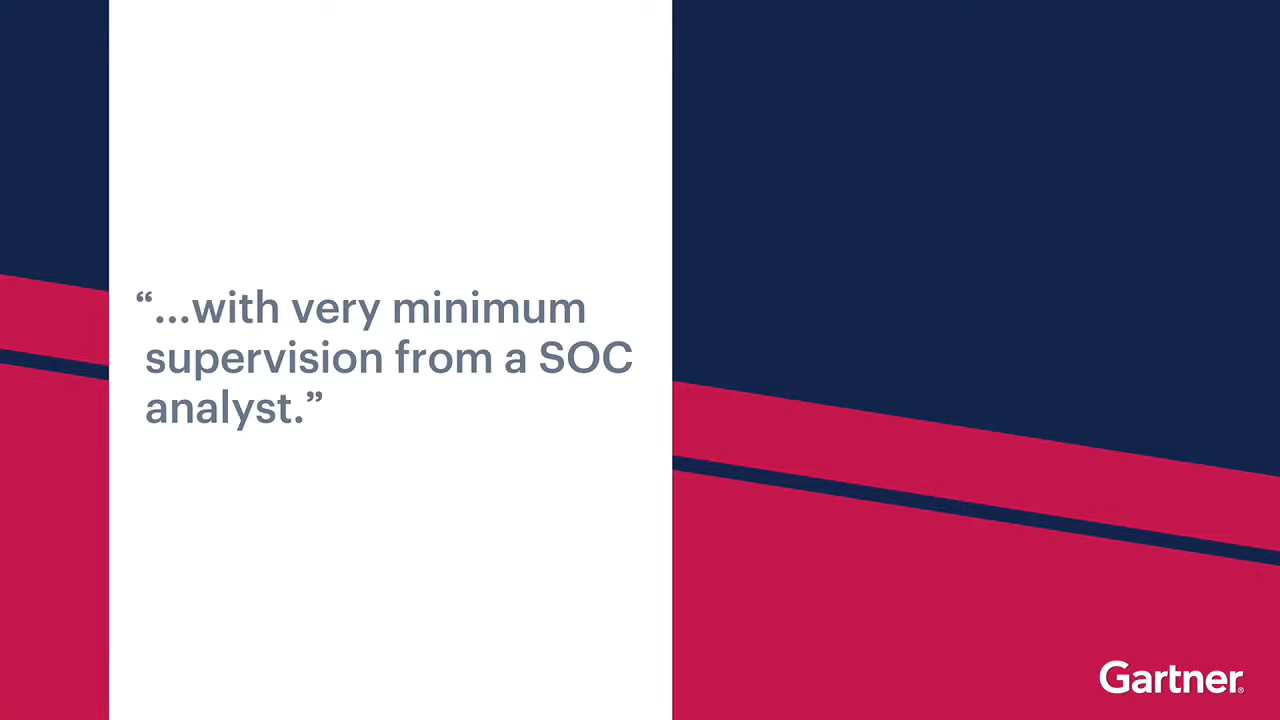 “...with very minimum
supervision from a SOC
analyst.”
Gartner®